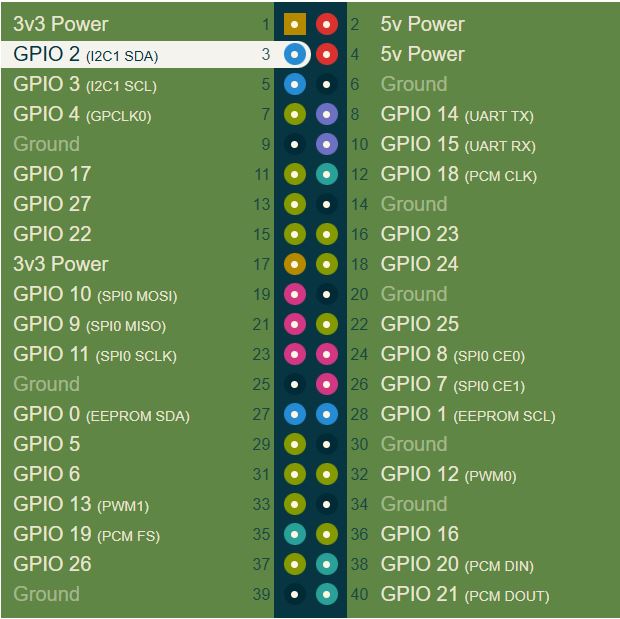 3v3 Power 1 2 5v Power
GPIO 2 (I2C1 SDA) 3 4 5v Power
GPIO 3 (I2C1 SCL) 5 6 Ground
GPIO 4 (GPCLK0) 7 8 GPIO 14 (UART TX)
Ground 9 10 GPIO 15 (UART RX)
GPIO 17 11 12 GPIO 18 (PCM CLK)
GPIO 27 13 14 Ground
GPIO 22 15 16 GPIO 23
3v3 Power 17 18 GPIO 24
GPIO 10 (SPI0 MOSI) 19 20 Ground
GPIO 9 (SPI0 MISO) 21 22 GPIO 25
GPIO 11 (SPI0 SCLK) 23 24 GPIO 8 (SPI0 CE0)
Ground 25 26 GPIO 7 (SPI0 CE1)
GPIO 0 (EEPROM SDA) 27 28 GPIO 1 (EEPROM SCL)
GPIO 5 29 30 Ground
GPIO 6 31 32 GPIO 12 (PWM0)
GPIO 13 (PWM1) 33 34 Ground
GPIO 19 (PCM FS) 35 36 GPIO 16
GPIO 26 37 38 GPIO 20 (PCM DIN)
Ground 39 40 GPIO 21 (PCM DOUT)